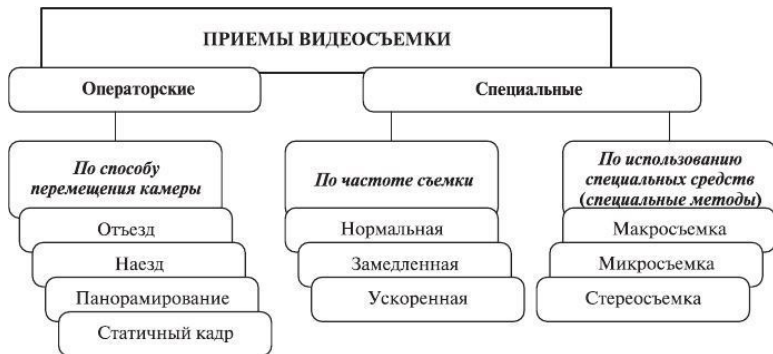 ПРИЕМЫ ВИДЕОСЪЕМКИ
Операторские
Специальные
По способу
перемещения камеры
Отъезд
Наезд
Панорамирование
Статичный кадр
По частоте съемки
Нормальная
Замедленная
Ускоренная
По использованию
специальных средств
(специальные методы)
Макросъемка
Микросъемка
Стереосъемка